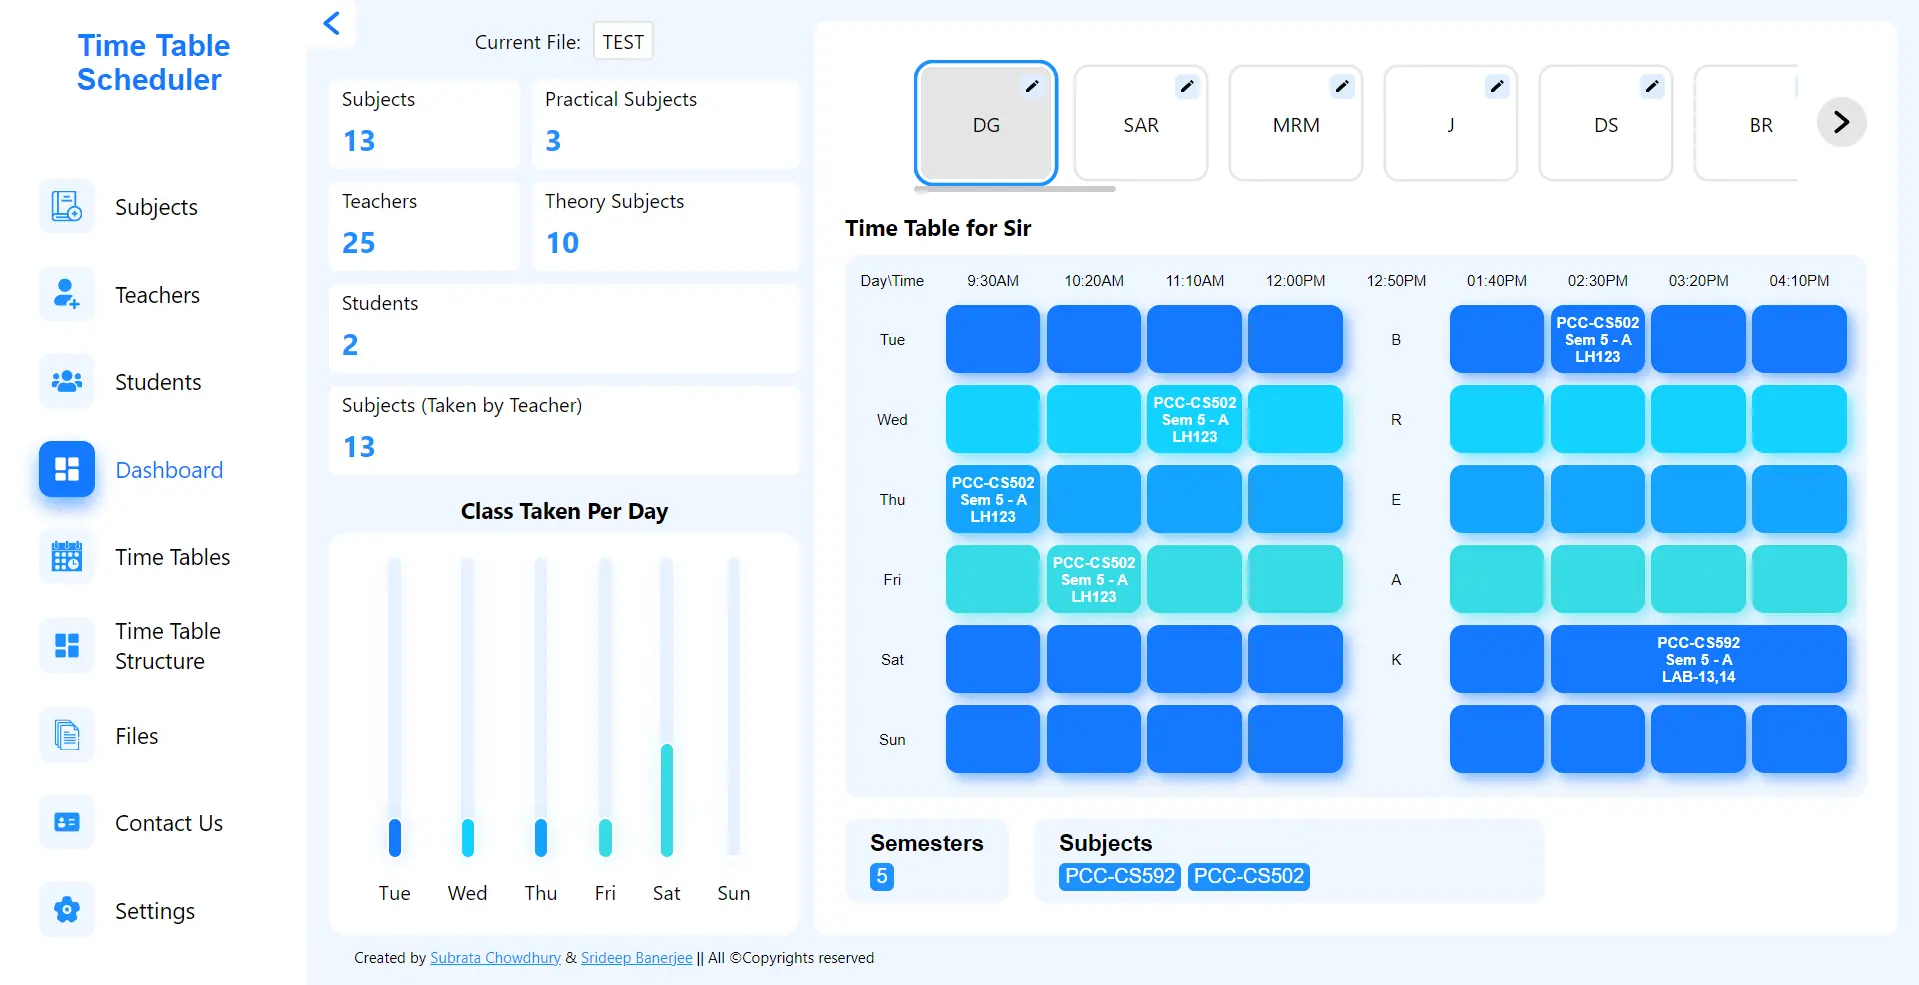 Time Table
Scheduler
Subjects
Teachers
Students
Dashboard
Time Tables
Time Table
Structure
Files
Contact Us
Settings
Current File: TEST
Subjects
13
Practical Subjects
3
Teachers
25
Theory Subjects
10
Students
2
Subjects (Taken by Teacher)
13
Class Taken Per Day
Tue Wed Thu Fri Sat Sun
DG SAR MRM J DS BR
Time Table for Sir
Day\Time 9:30AM 10:20AM 11:10AM 12:00PM 12:50PM 01:40PM 02:30PM 03:20PM 04:10PM
Tue B
PCC-CS502
Sem 5 - A
LH123
Wed
PCC-CS502
Sem 5 - A
LH123
R
Thu
PCC-CS502
Sem 5 - A
LH123
E
Fri
PCC-CS502
Sem 5 - A
LH123
A
Sat K
PCC-CS592
Sem 5 - A
LAB-13,14
Sun
Semesters
5
Subjects
PCC-CS592 PCC-CS502
Created by Subrata Chowdhury & Srideep Banerjee || All ©Copyrights reserved